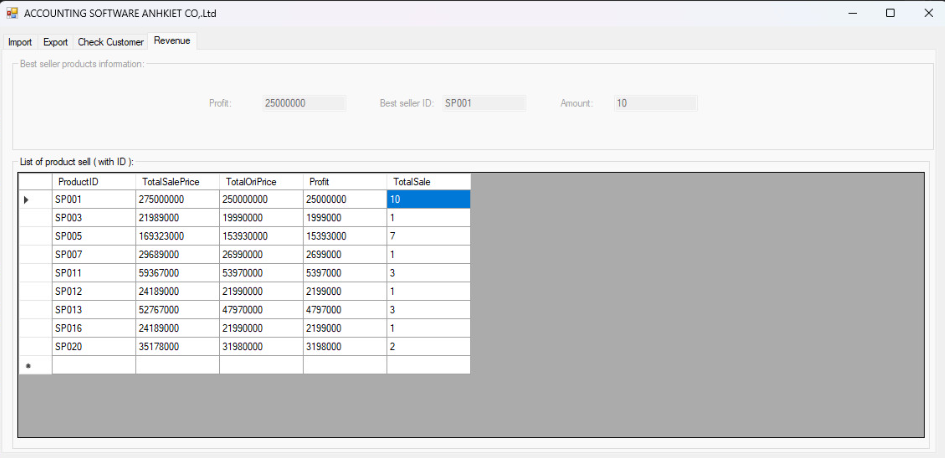 ACCOUNTING SOFTWARE ANHKIET CO,.Ltd
Import Export Check Customer Revenue
Best seller products information:
Profit: 25000000 Best seller ID: SP001 Amount: 10
List of product sell ( with ID ):
ProductID TotalSalePrice TotalOriPrice Profit TotalSale
SP001 275000000 250000000 25000000 10
SP003 21989000 19990000 1999000 1
SP005 169323000 153930000 15393000 7
SP007 29689000 26990000 2699000 1
SP011 59367000 53970000 5397000 3
SP012 24189000 21990000 2199000 1
SP013 52767000 47970000 4797000 3
SP016 24189000 21990000 2199000 1
SP020 35178000 31980000 3198000 2